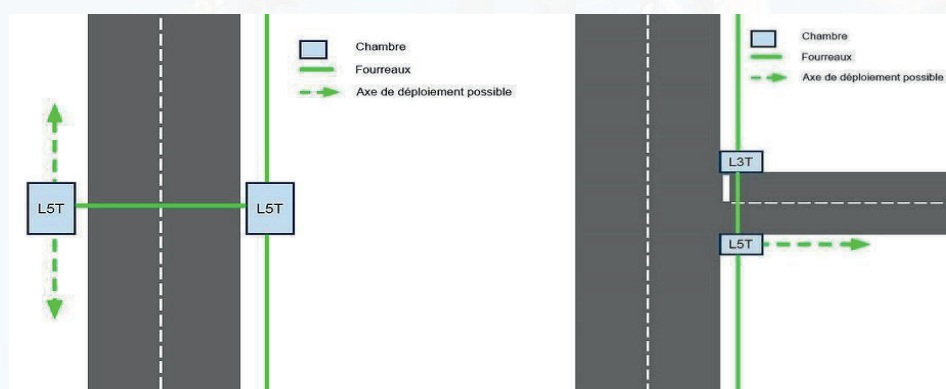 Chambre
Fourreaux
Axe de déploiement possible
L5T
L5T
Chambre
Fourreaux
Axe de déploiement possible
L3T
L5T